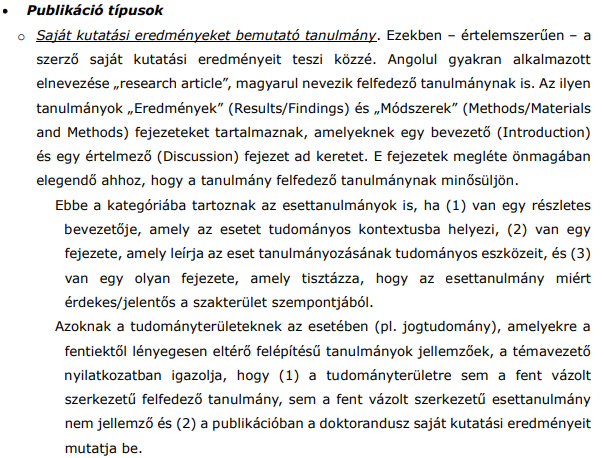 • Publikáció típusok
o Saját kutatási eredményeket bemutató tanulmány. Ezekben – értelemszerűen – a
szerző saját kutatási eredményeit teszi közzé. Angolul gyakran alkalmazott
elnevezése „research article”, magyarul nevezik felfedező tanulmánynak is. Az ilyen
tanulmányok „Eredmények” (Results/Findings) és „Módszerek” (Methods/Materials
and Methods) fejezeteket tartalmaznak, amelyeknek egy bevezető (Introduction)
és egy értelmező (Discussion) fejezet ad keretet. E fejezetek megléte önmagában
elegendő ahhoz, hogy a tanulmány felfedező tanulmánynak minősüljön.
Ebbe a kategóriába tartoznak az esettanulmányok is, ha (1) van egy részletes
bevezetője, amely az esetet tudományos kontextusba helyezi, (2) van egy
fejezete, amely leírja az eset tanulmányozásának tudományos eszközeit, és (3)
van egy olyan fejezete, amely tisztázza, hogy az esettanulmány miért
érdekes/jelentős a szakterület szempontjából.
Azoknak a tudományterületeknek az esetében (pl. jogtudomány), amelyekre a
fentiektől lényegesen eltérő felépítésű tanulmányok jellemzőek, a témavezető
nyilatkozatban igazolja, hogy (1) a tudományterületre sem a fent vázolt
szerkezetű felfedező tanulmány, sem a fent vázolt szerkezetű esettanulmány
nem jellemző és (2) a publikációban a doktorandusz saját kutatási eredményeit
mutatja be.